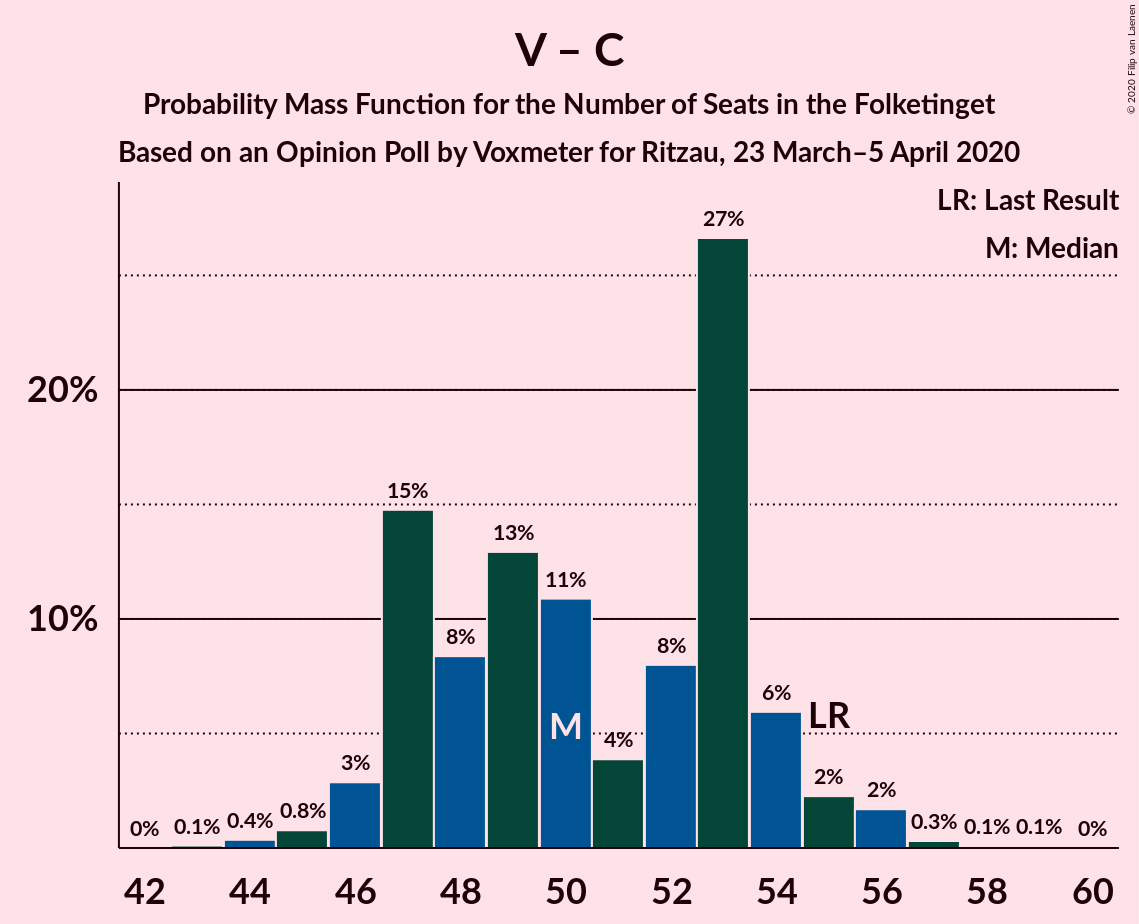 V – C
Probability Mass Function for the Number of Seats in the Folketinget
Based on an Opinion Poll by Voxmeter for Ritzau, 23 March–5 April 2020
© 2020 Filip van Laenen
LR: Last Result
M: Median
27%
20%
15%
13%
11%
10%
8%
8%
6%
LR
M
4%
3%
2%
2%
0%
0.1%
0.4%
0.8%
0.3%
0.1%
0.1%
0%
42 44 46 48 50 52 54 56 58 60